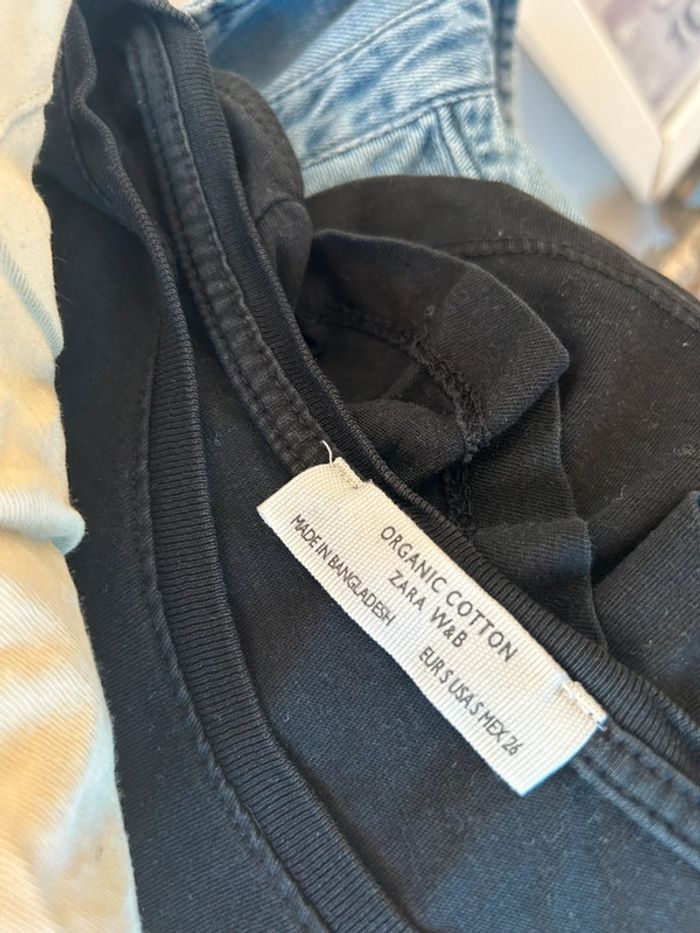 ORGANIC COTTON
ZARA W&B
MADE IN BANGLADESH
EUR S USA S MEX 26